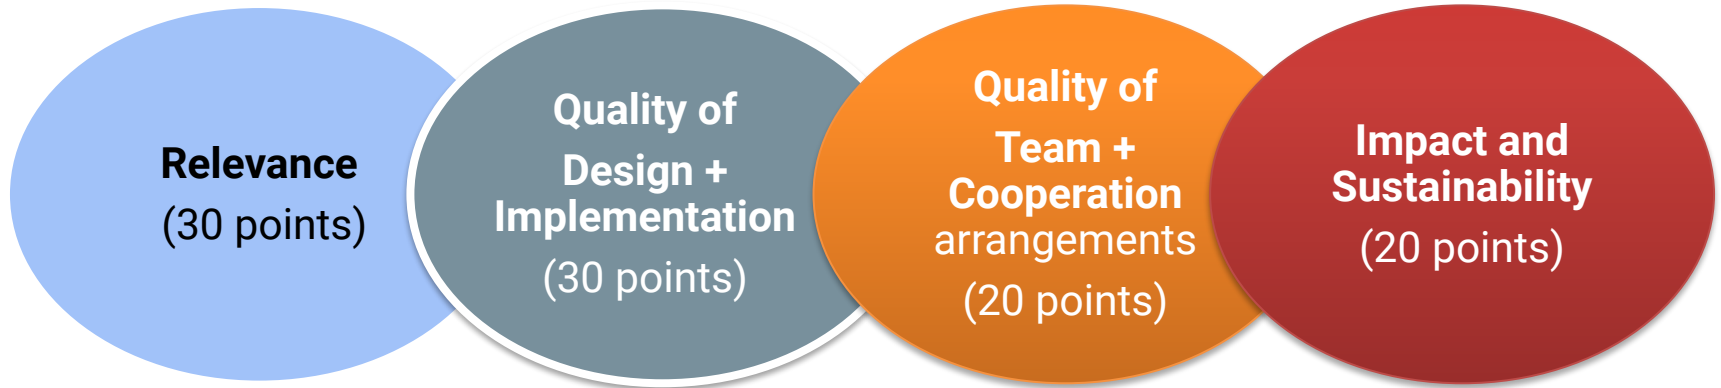 Relevance
(30 points)
Quality of
Design +
Implementation
(30 points)
Quality of
Team +
Cooperation
arrangements
(20 points)
Impact and
Sustainability
(20 points)